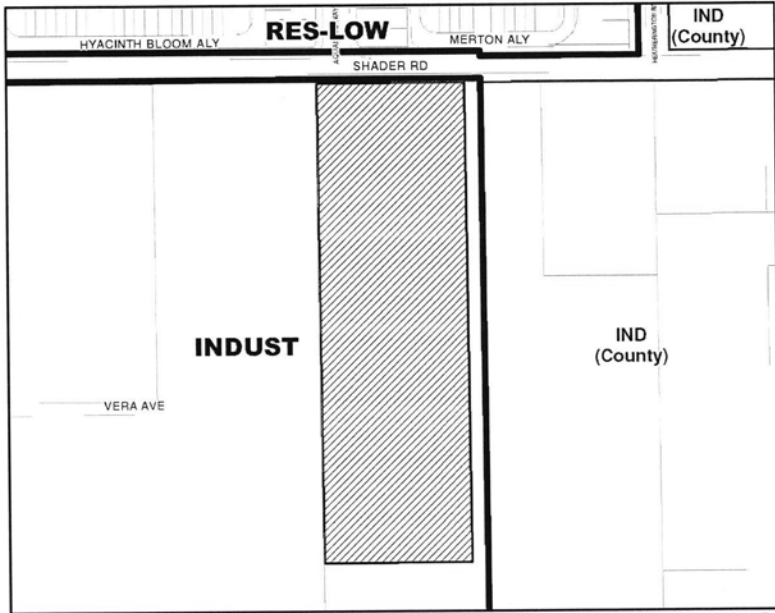 RES-LOW
IND
(County)
HYACINTH BLOOM ALY
MERTON ALY
SHADER RD
INDUST
IND
(County)
VERA AVE